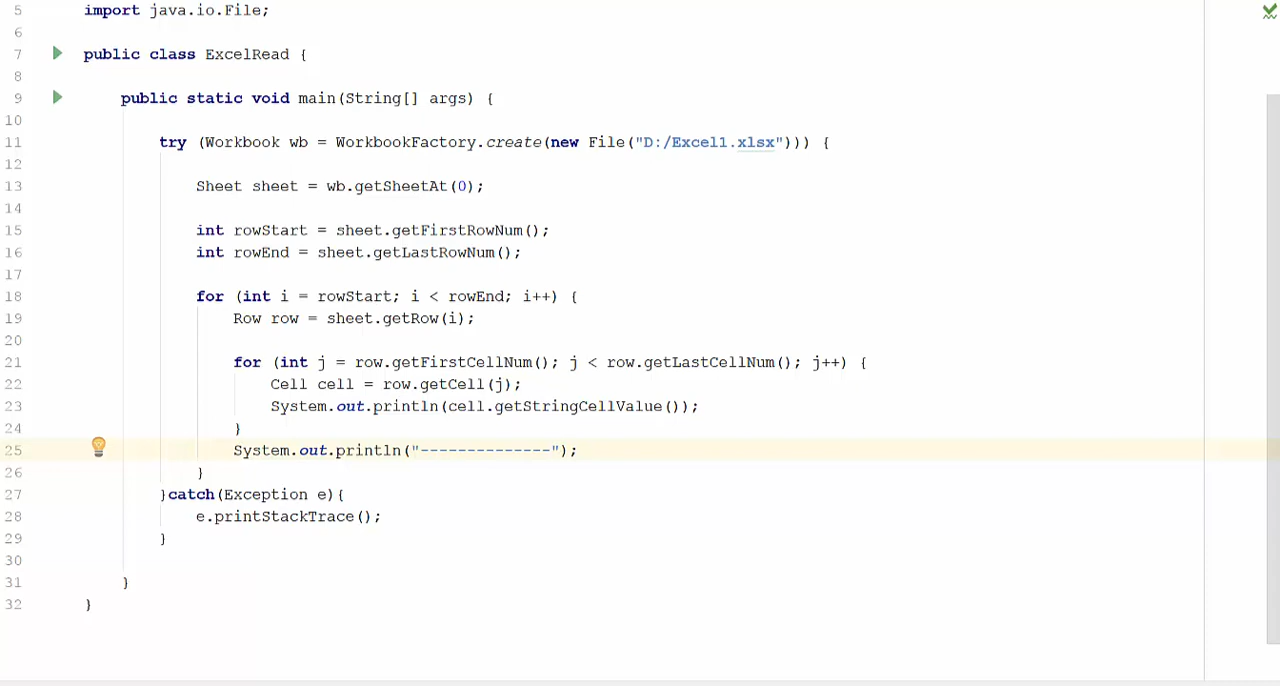 5 import java.io.File;
6
7 public class ExcelRead {
8
9 public static void main(String[] args) {
10
11 try (Workbook wb = WorkbookFactory.create(new File("D:/Excel1.xlsx"))) {
12
13 Sheet sheet = wb.getSheetAt(0);
14
15 int rowStart = sheet.getFirstRowNum();
16 int rowEnd = sheet.getLastRowNum();
17
18 for (int i = rowStart; i < rowEnd; i++) {
19 Row row = sheet.getRow(i);
20
21 for (int j = row.getFirstCellNum(); j < row.getLastCellNum(); j++) {
22 Cell cell = row.getCell(j);
23 System.out.println(cell.getStringCellValue());
24 }
25 System.out.println("--------------");
26 }
27 }catch(Exception e){
28 e.printStackTrace();
29 }
30
31 }
32 }